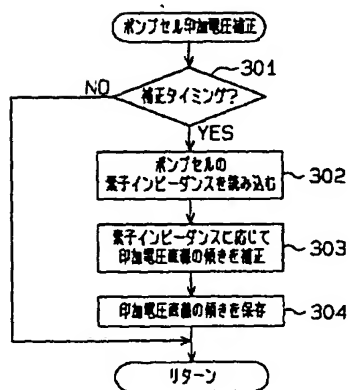 ポンプセル印加電圧補正
301
補正タイミング?
NO
YES
ポンプセルの
素子インピーダンスを読み込む
302
素子インピーダンスに応じて
印加電圧直線の傾きを補正
303
印加電圧直線の傾きを保存
304
リターン